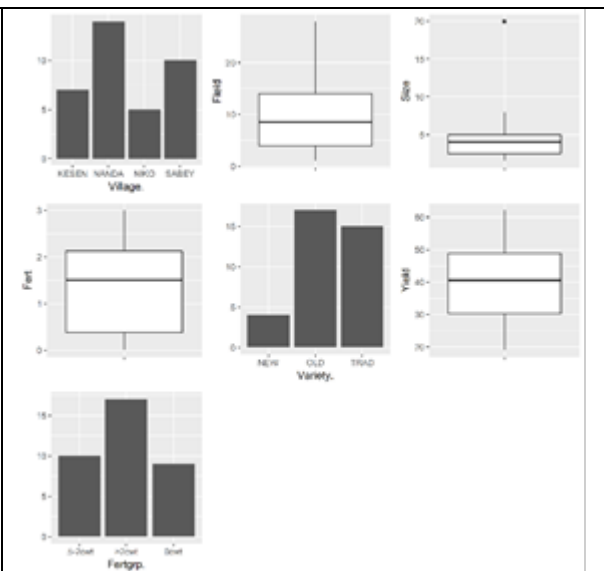 10-
5-
0-
KESEN NANDA NIKO SABEY
Village.
Field
20-
10-
0-
Size
20-
15-
10-
5-
Fert
3-
2-
1-
0-
15-
10-
5-
0-
NEW OLD TRAD
Variety.
Yield
60-
50-
40-
30-
20-
15-
10-
5-
0-
0cwt
Fertgrp.